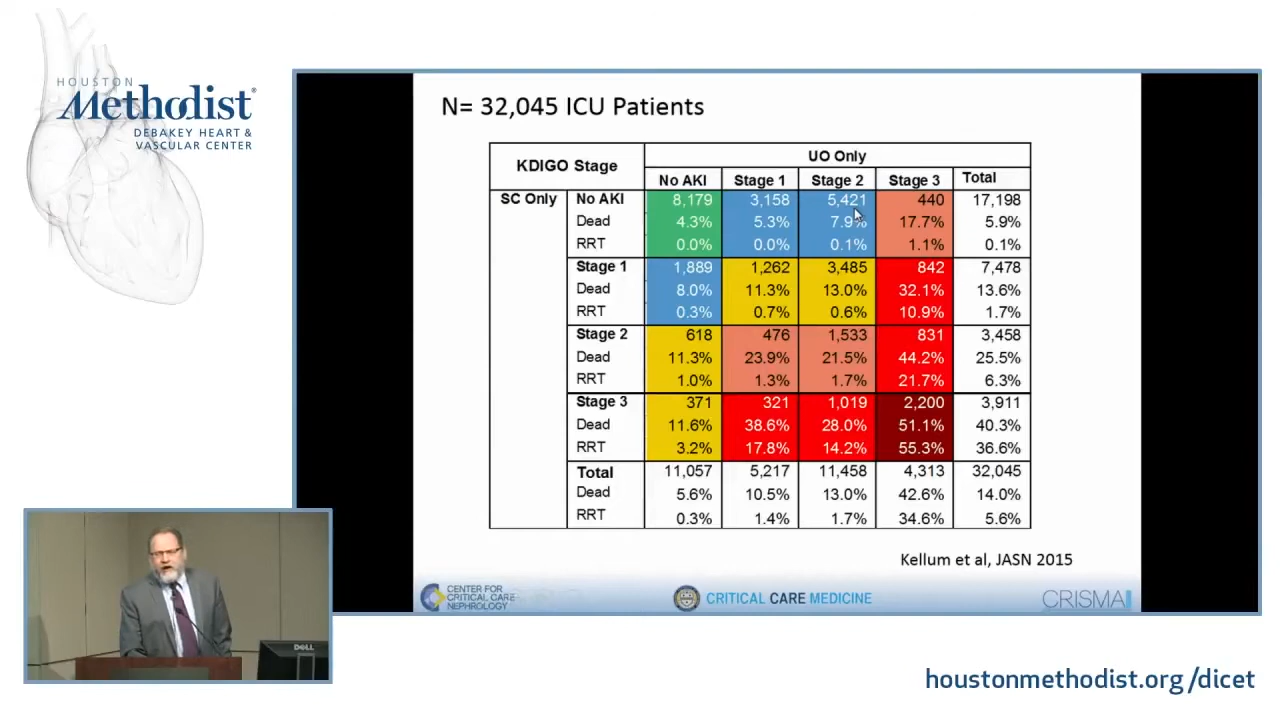 HOUSTON
Methodist®
DEBAKEY HEART &
VASCULAR CENTER
N= 32,045 ICU Patients
KDIGO Stage
UO Only
No AKI Stage 1 Stage 2 Stage 3 Total
SC Only No AKI 8,179 3,158 5,421 440 17,198
Dead 4.3% 5.3% 7.9% 17.7% 5.9%
RRT 0.0% 0.0% 0.1% 1.1% 0.1%
Stage 1 1,889 1,262 3,485 842 7,478
Dead 8.0% 11.3% 13.0% 32.1% 13.6%
RRT 0.3% 0.7% 0.6% 10.9% 1.7%
Stage 2 618 476 1,533 831 3,458
Dead 11.3% 23.9% 21.5% 44.2% 25.5%
RRT 1.0% 1.3% 1.7% 21.7% 6.3%
Stage 3 371 321 1,019 2,200 3,911
Dead 11.6% 38.6% 28.0% 51.1% 40.3%
RRT 3.2% 17.8% 14.2% 55.3% 36.6%
Total 11,057 5,217 11,458 4,313 32,045
Dead 5.6% 10.5% 13.0% 42.6% 14.0%
RRT 0.3% 1.4% 1.7% 34.6% 5.6%
Kellum et al, JASN 2015
CENTER FOR
CRITICAL CARE
NEPHROLOGY
CRITICAL CARE MEDICINE
CRISMA
DELL
houstonmethodist.org/dicet